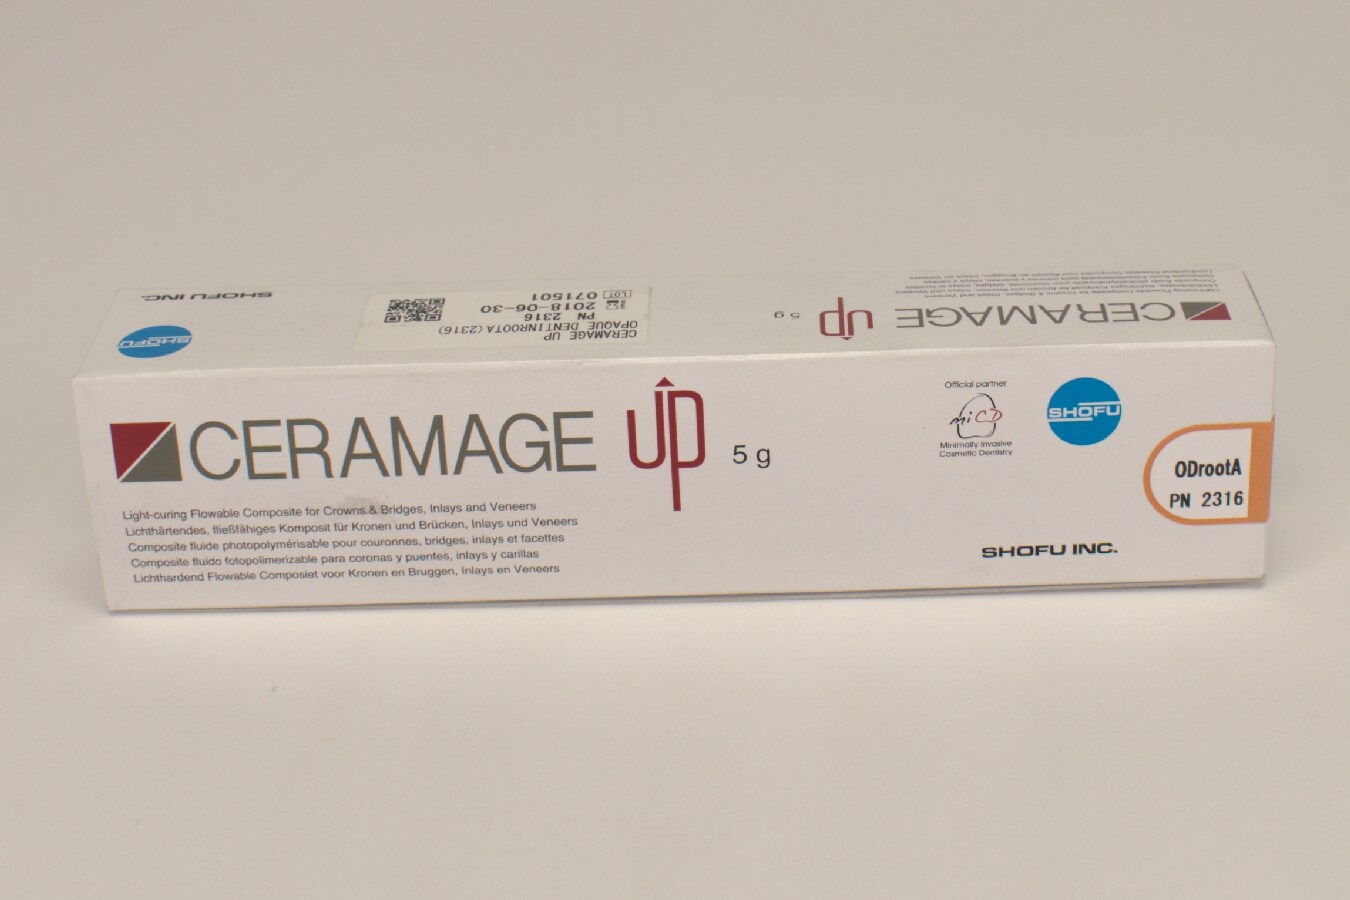 SHOFU INC.
SHOFU
CERAMAGE UP
OPAQUE DENTINROOTA (2316)
PN 2316
2018-06-30
LOT 071501
CERAMAGE UP 5 g
CERAMAGE UP 5 g
Official partner
miCD
Minimally Invasive
Cosmetic Dentistry
SHOFU
ODrootA
PN 2316
Light-curing Flowable Composite for Crowns & Bridges, Inlays and Veneers
Lichthärtendes, fließfähiges Komposit für Kronen und Brücken, Inlays und Veneers
Composite fluide photopolymérisable pour couronnes, bridges, inlays et facettes
Composite fluido fotopolimerizable para coronas y puentes, inlays y carillas
Lichthardend Flowable Composiet voor Kronen en Bruggen, Inlays en Veneers
SHOFU INC.